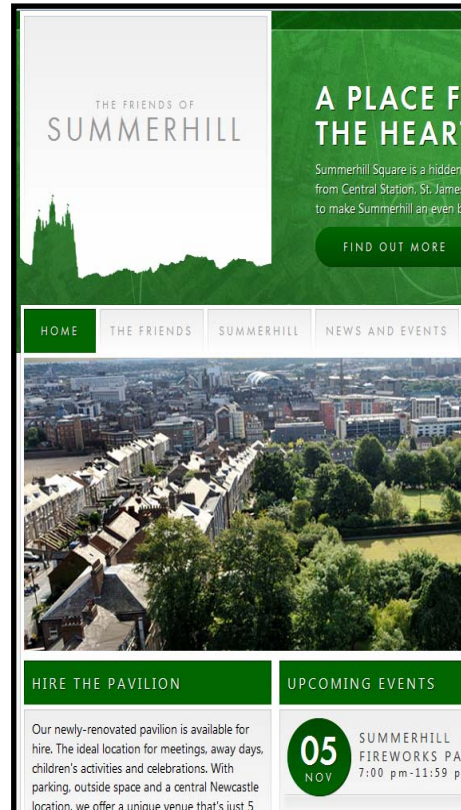 THE FRIENDS OF
SUMMERHILL
A PLACE F
THE HEAR
Summerhill Square is a hidden
from Central Station, St. James
to make Summerhill an even b
FIND OUT MORE
HOME
THE FRIENDS
SUMMERHILL
NEWS AND EVENTS
HIRE THE PAVILION
Our newly-renovated pavilion is available for
hire. The ideal location for meetings, away days,
children's activities and celebrations. With
parking, outside space and a central Newcastle
location, we offer a unique venue that's just 5
UPCOMING EVENTS
05
NOV
SUMMERHILL
FIREWORKS PA
7:00 pm-11:59 p